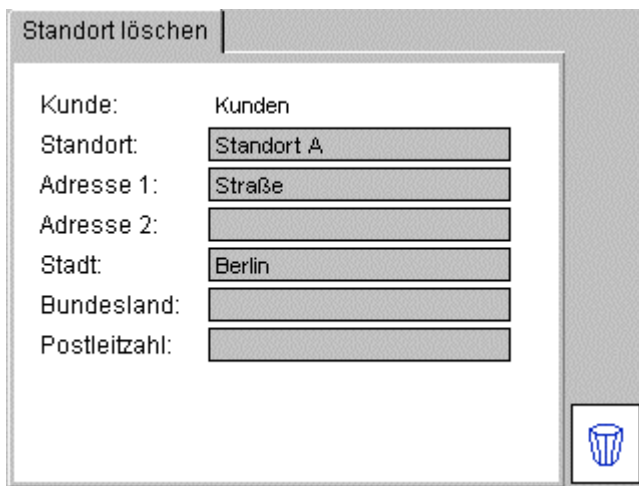 Standort löschen
Kunde: Kunden
Standort: Standort A
Adresse 1: Straße
Adresse 2:
Stadt: Berlin
Bundesland:
Postleitzahl: